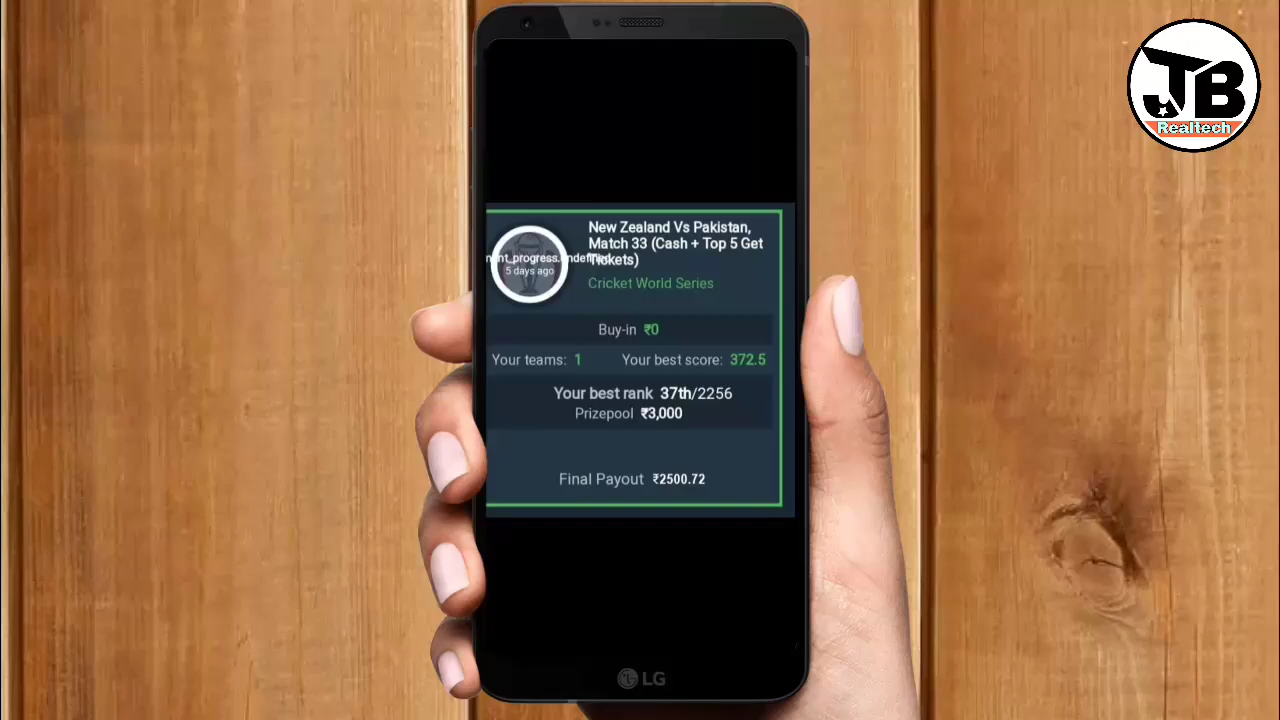 JB
Realtech
New Zealand Vs Pakistan,
Match 33 (Cash + Top 5 Get
Tickets)
5 days ago
Cricket World Series
Buy-in ₹0
Your teams: 1 Your best score: 372.5
Your best rank 37th/2256
Prizepool ₹3,000
Final Payout ₹2500.72
LG